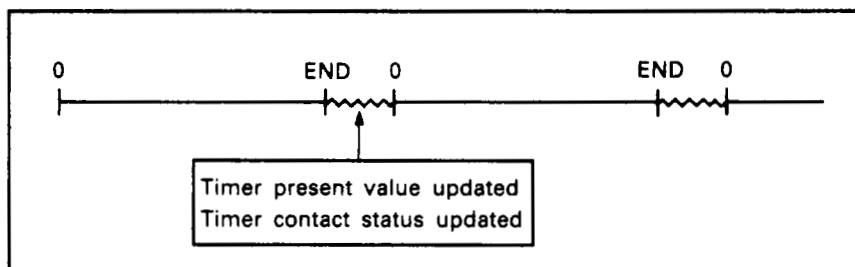 0 END 0 END 0
Timer present value updated
Timer contact status updated